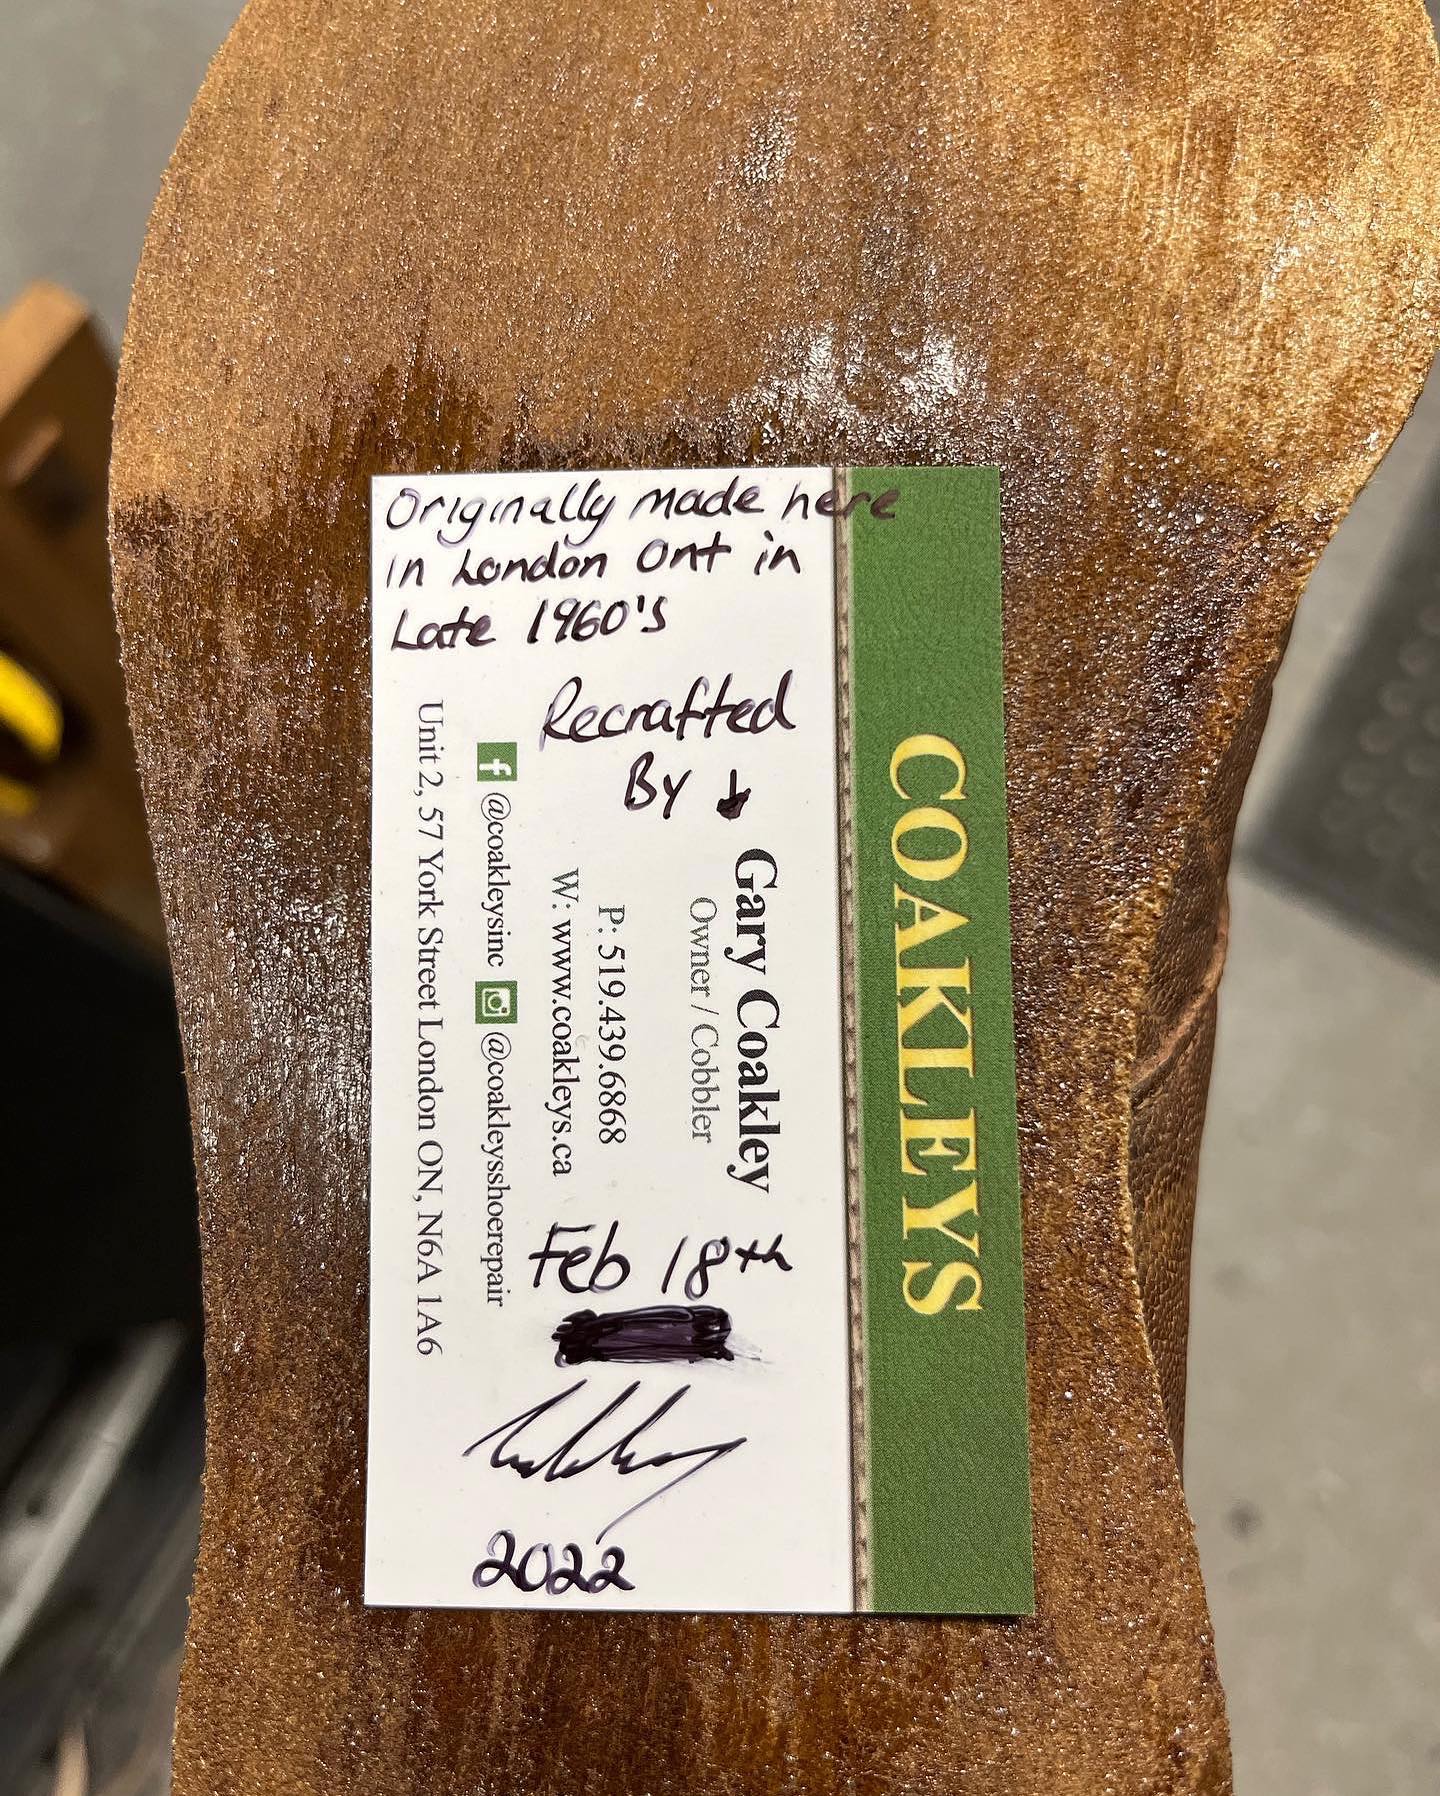 Originally made here
in London Ont in
Late 1960's
Recrafted
By
COAKLEYS
Gary Coakley
Owner / Cobbler
P: 519.439.6868
W: www.coakleys.ca
@coakleysinc @coakleysshoerepair
Unit 2, 57 York Street London ON, N6A 1A6
Feb 18th
2022